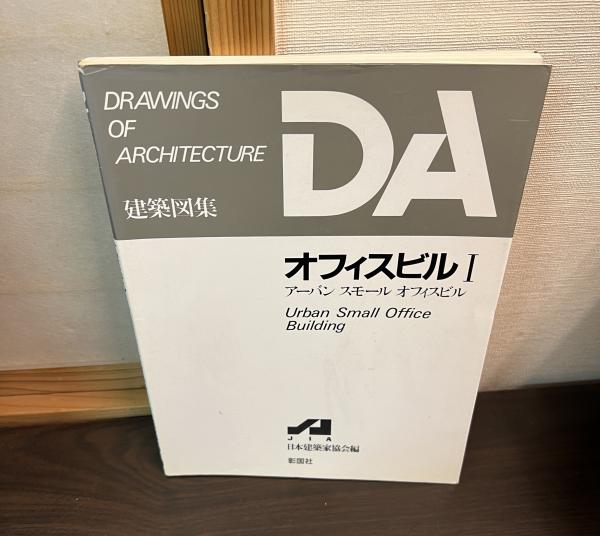 DRAWINGS
OF
ARCHITECTURE
DA
建築図集
オフィスビル I
アーバン スモール オフィスビル
Urban Small Office
Building
JIA
日本建築家協会編
彰国社